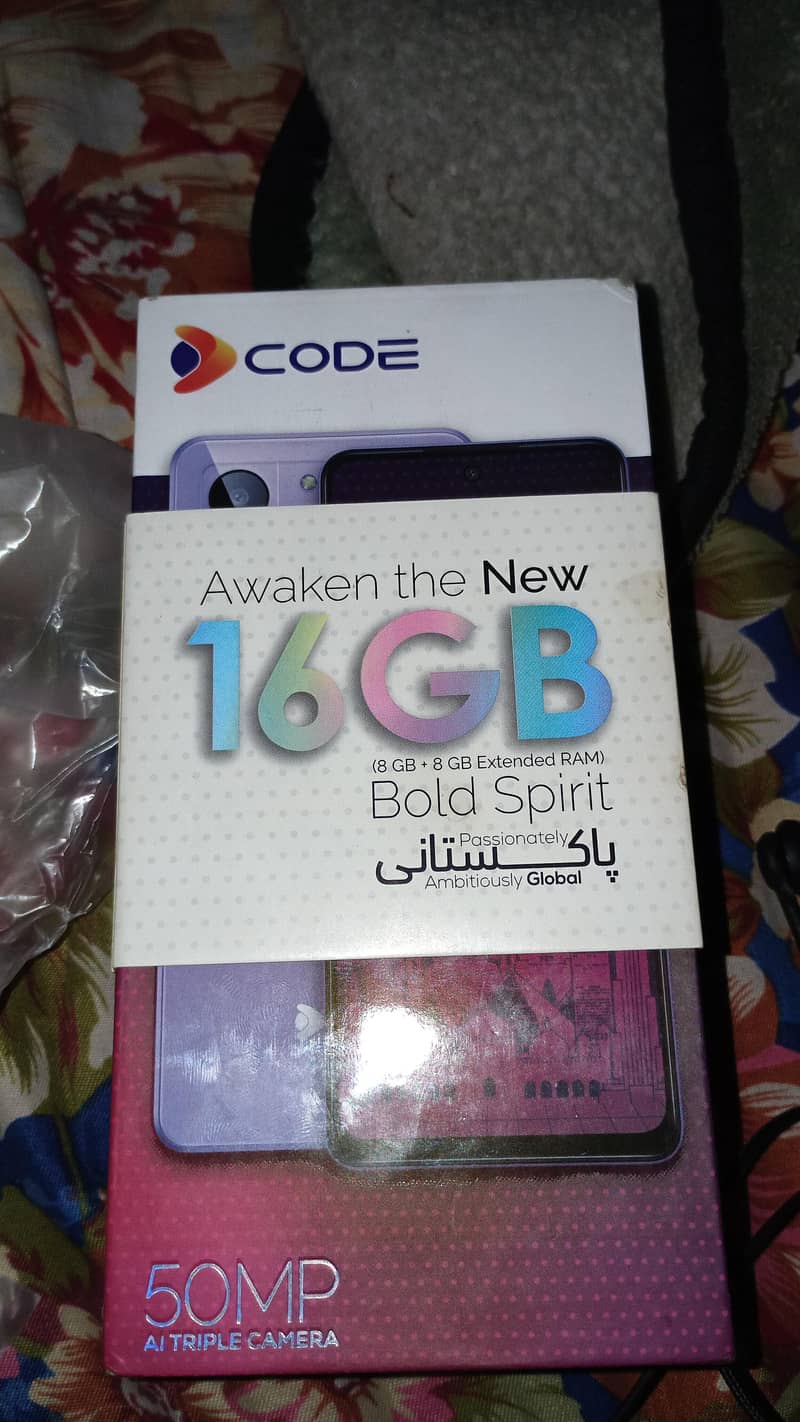 CODE
Awaken the New
16GB
(8 GB + 8 GB Extended RAM)
Bold Spirit
Passionately
پاکستانی
Ambitiously Global
50MP
AI TRIPLE CAMERA